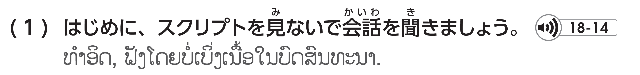 (1) はじめに、スクリプトを見ないで会話を聞きましょう。 18-14
ທຳອິດ, ຟັງໂດຍບໍ່ເບິ່ງເນື້ອໃນບົດສົນທະນາ.